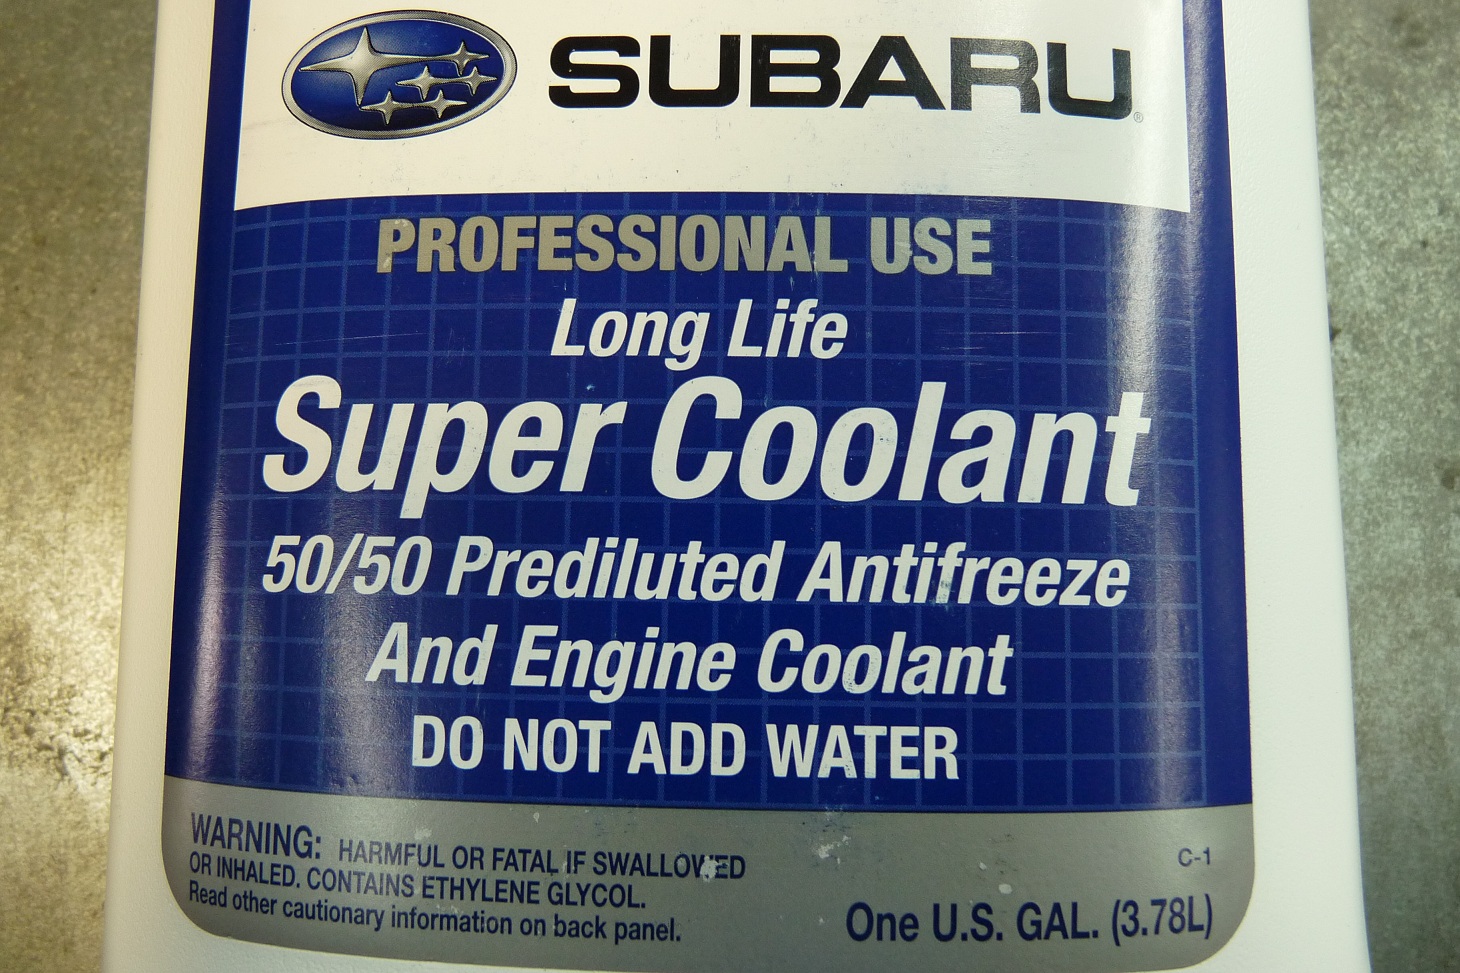 SUBARU®
PROFESSIONAL USE
Long Life
Super Coolant
50/50 Prediluted Antifreeze
And Engine Coolant
DO NOT ADD WATER
WARNING: HARMFUL OR FATAL IF SWALLOWED
OR INHALED. CONTAINS ETHYLENE GLYCOL.
Read other cautionary information on back panel.
C-1
One U.S. GAL. (3.78L)